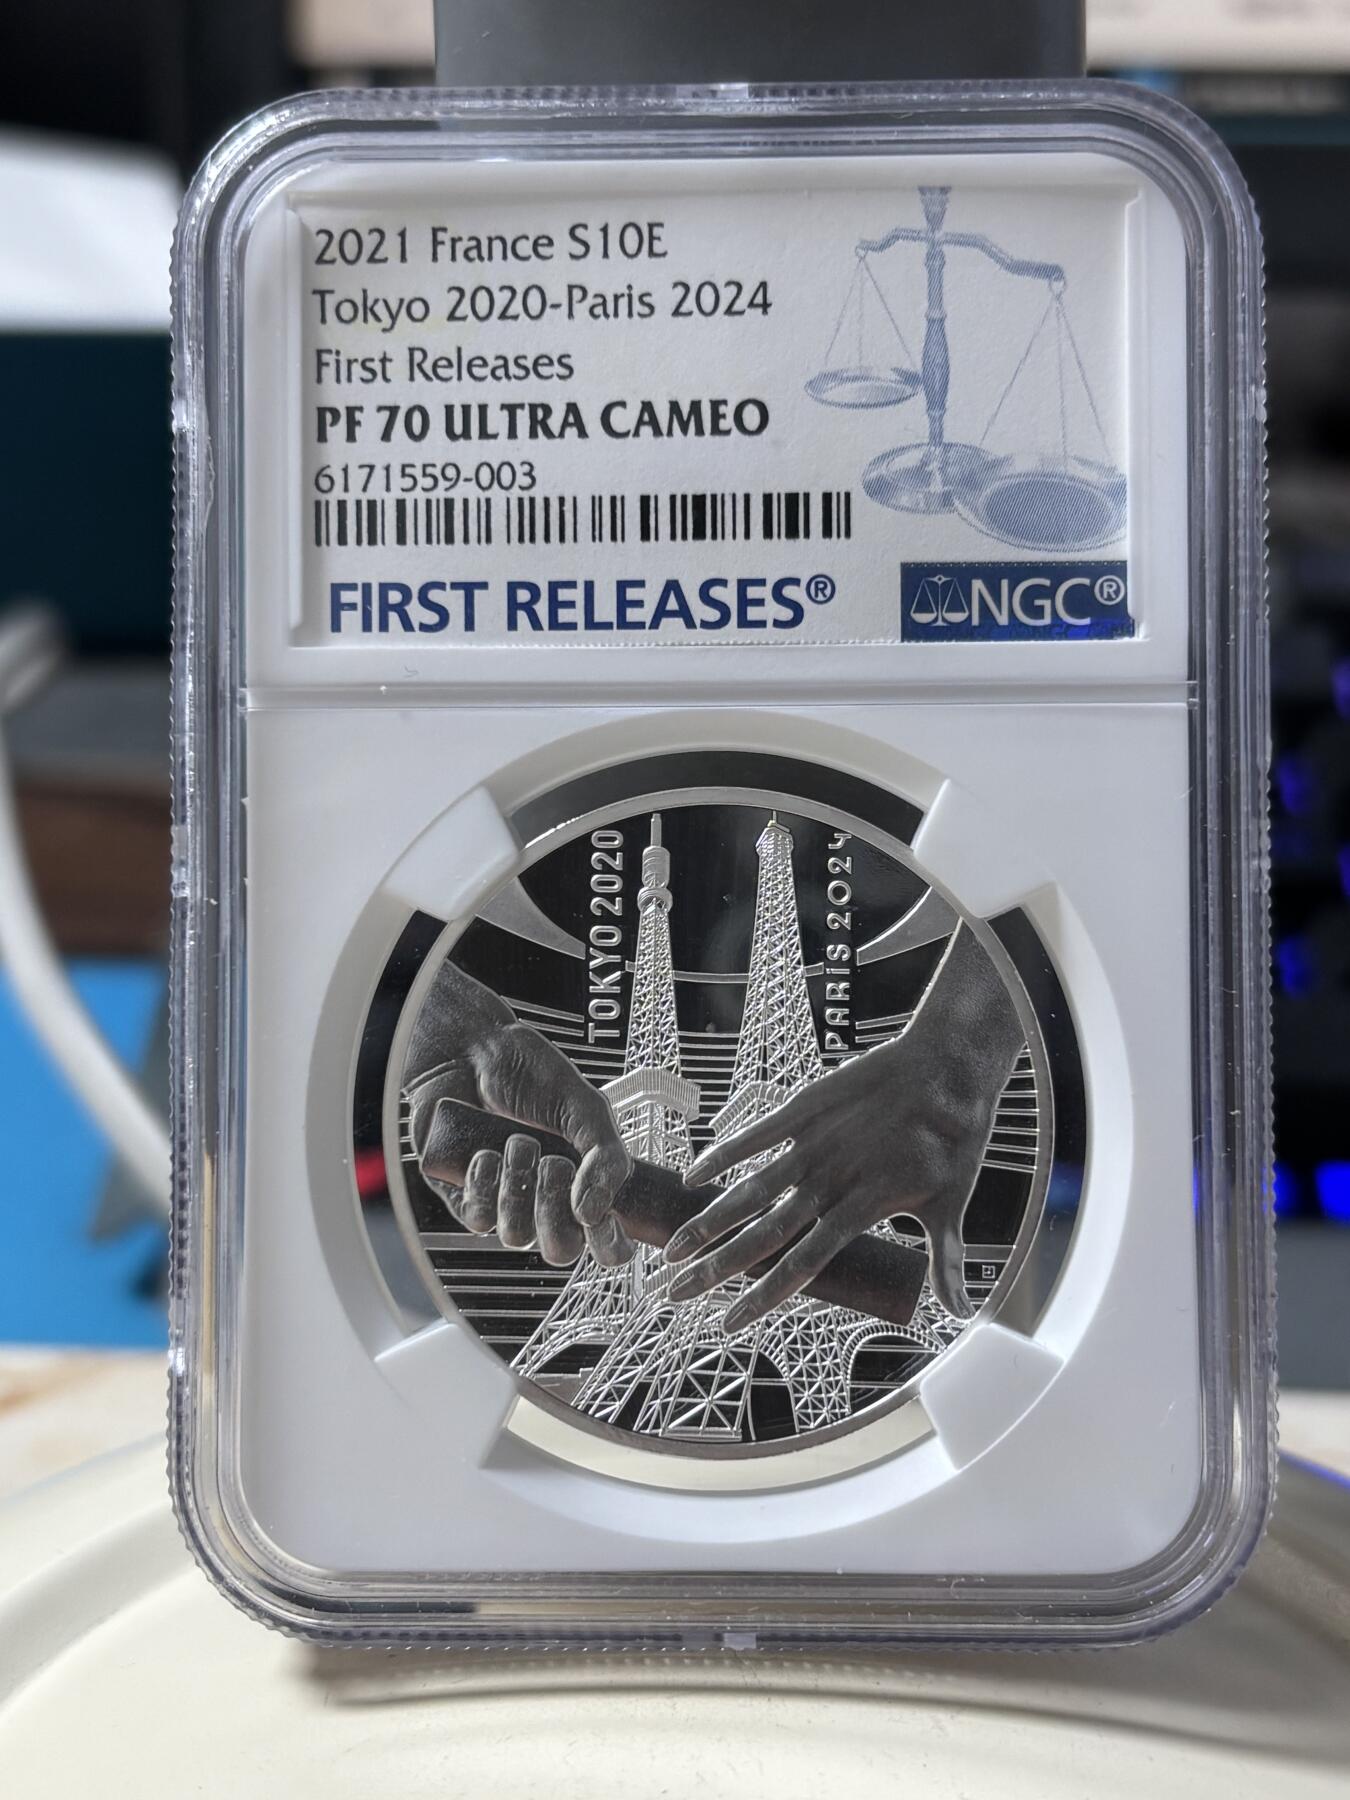 2021 France S10E
Tokyo 2020-Paris 2024
First Releases
PF 70 ULTRA CAMEO
6171559-003
FIRST RELEASES®
NGC®
TOKYO 2020
PARIS 2024